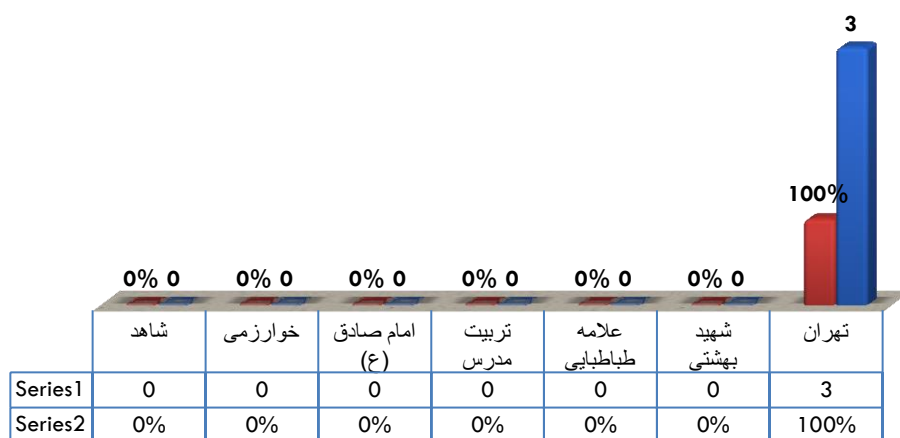 3
100%
0% 0 0% 0 0% 0 0% 0 0% 0 0% 0
شاهد
خوارزمی
امام صادق
(ع)
تربیت
مدرس
علامه
طباطبایی
شهید
بهشتی
تهران
Series1 0 0 0 0 0 0 3
Series2 0% 0% 0% 0% 0% 0% 100%